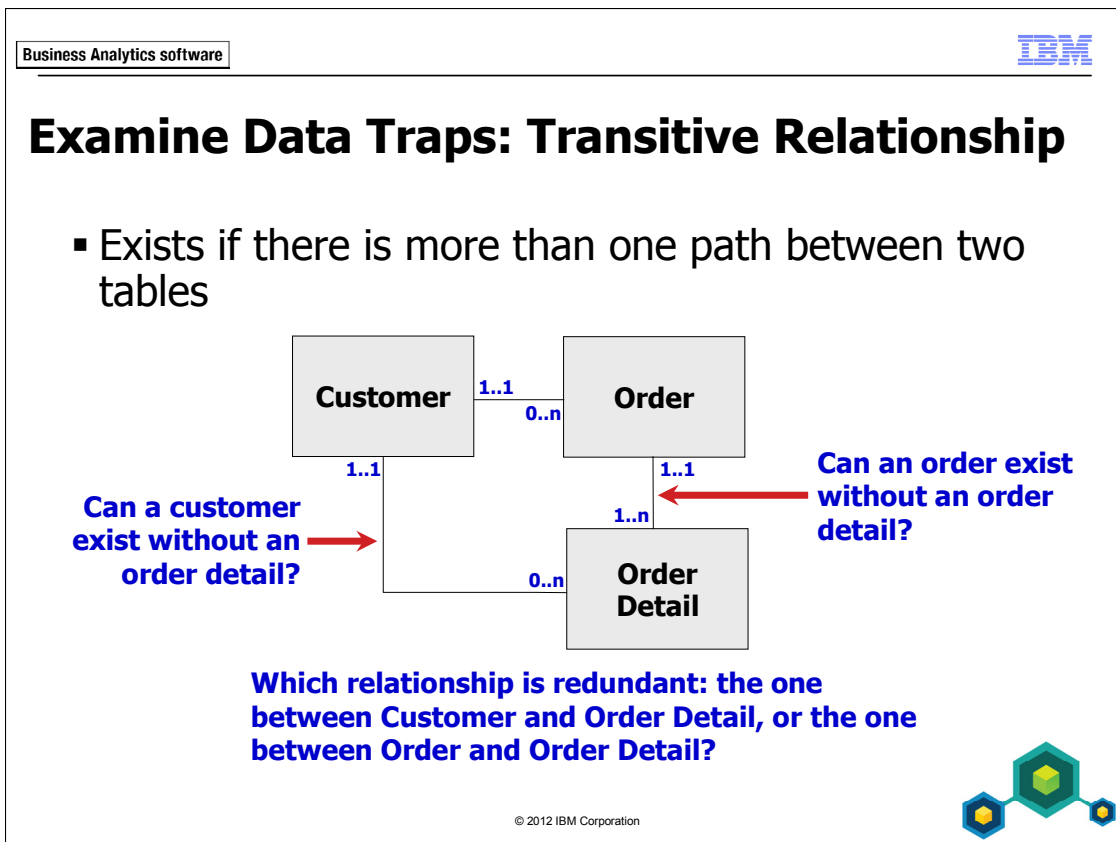 Business Analytics software
IBM
Examine Data Traps: Transitive Relationship
▪ Exists if there is more than one path between two
tables
Customer
1..1
0..n
Order
1..1
1..1
Can a customer
exist without an
order detail?
Can an order exist
without an order
detail?
1..n
0..n
Order
Detail
Which relationship is redundant: the one
between Customer and Order Detail, or the one
between Order and Order Detail?
© 2012 IBM Corporation